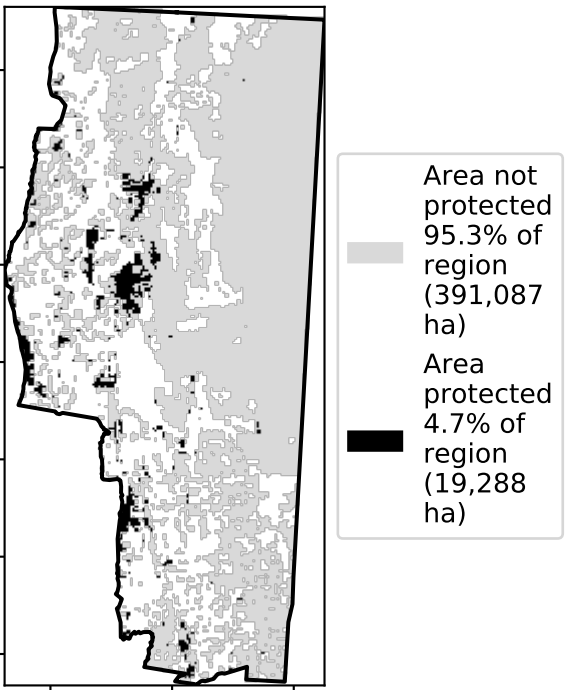 Area not
protected
95.3% of
region
(391,087
ha)
Area
protected
4.7% of
region
(19,288
ha)